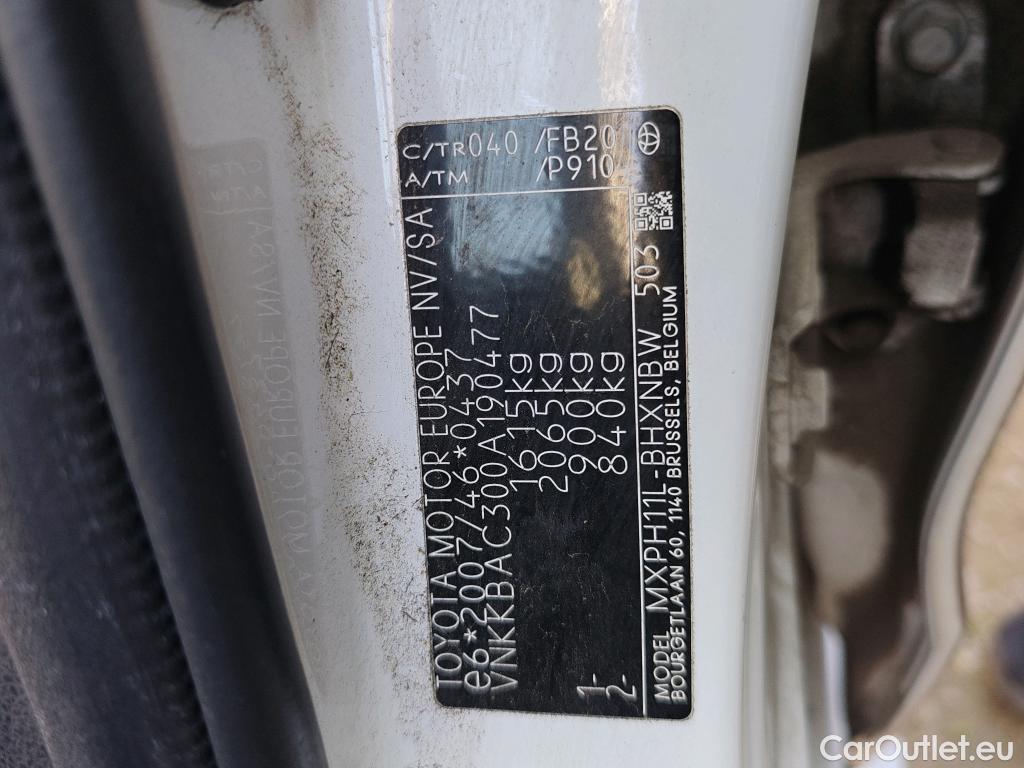 TOYOTA MOTOR EUROPE NV/SA
e6*2007/46*0437
VNKKBAC300A190477
1615kg
2065kg
1- 900kg
2- 840kg
C/TR040 /FB20
A/TM /P910
MODEL MXPH11L-BHXNBW 503
BOURGETLAAN 60, 1140 BRUSSELS, BELGIUM
CarOutlet.eu